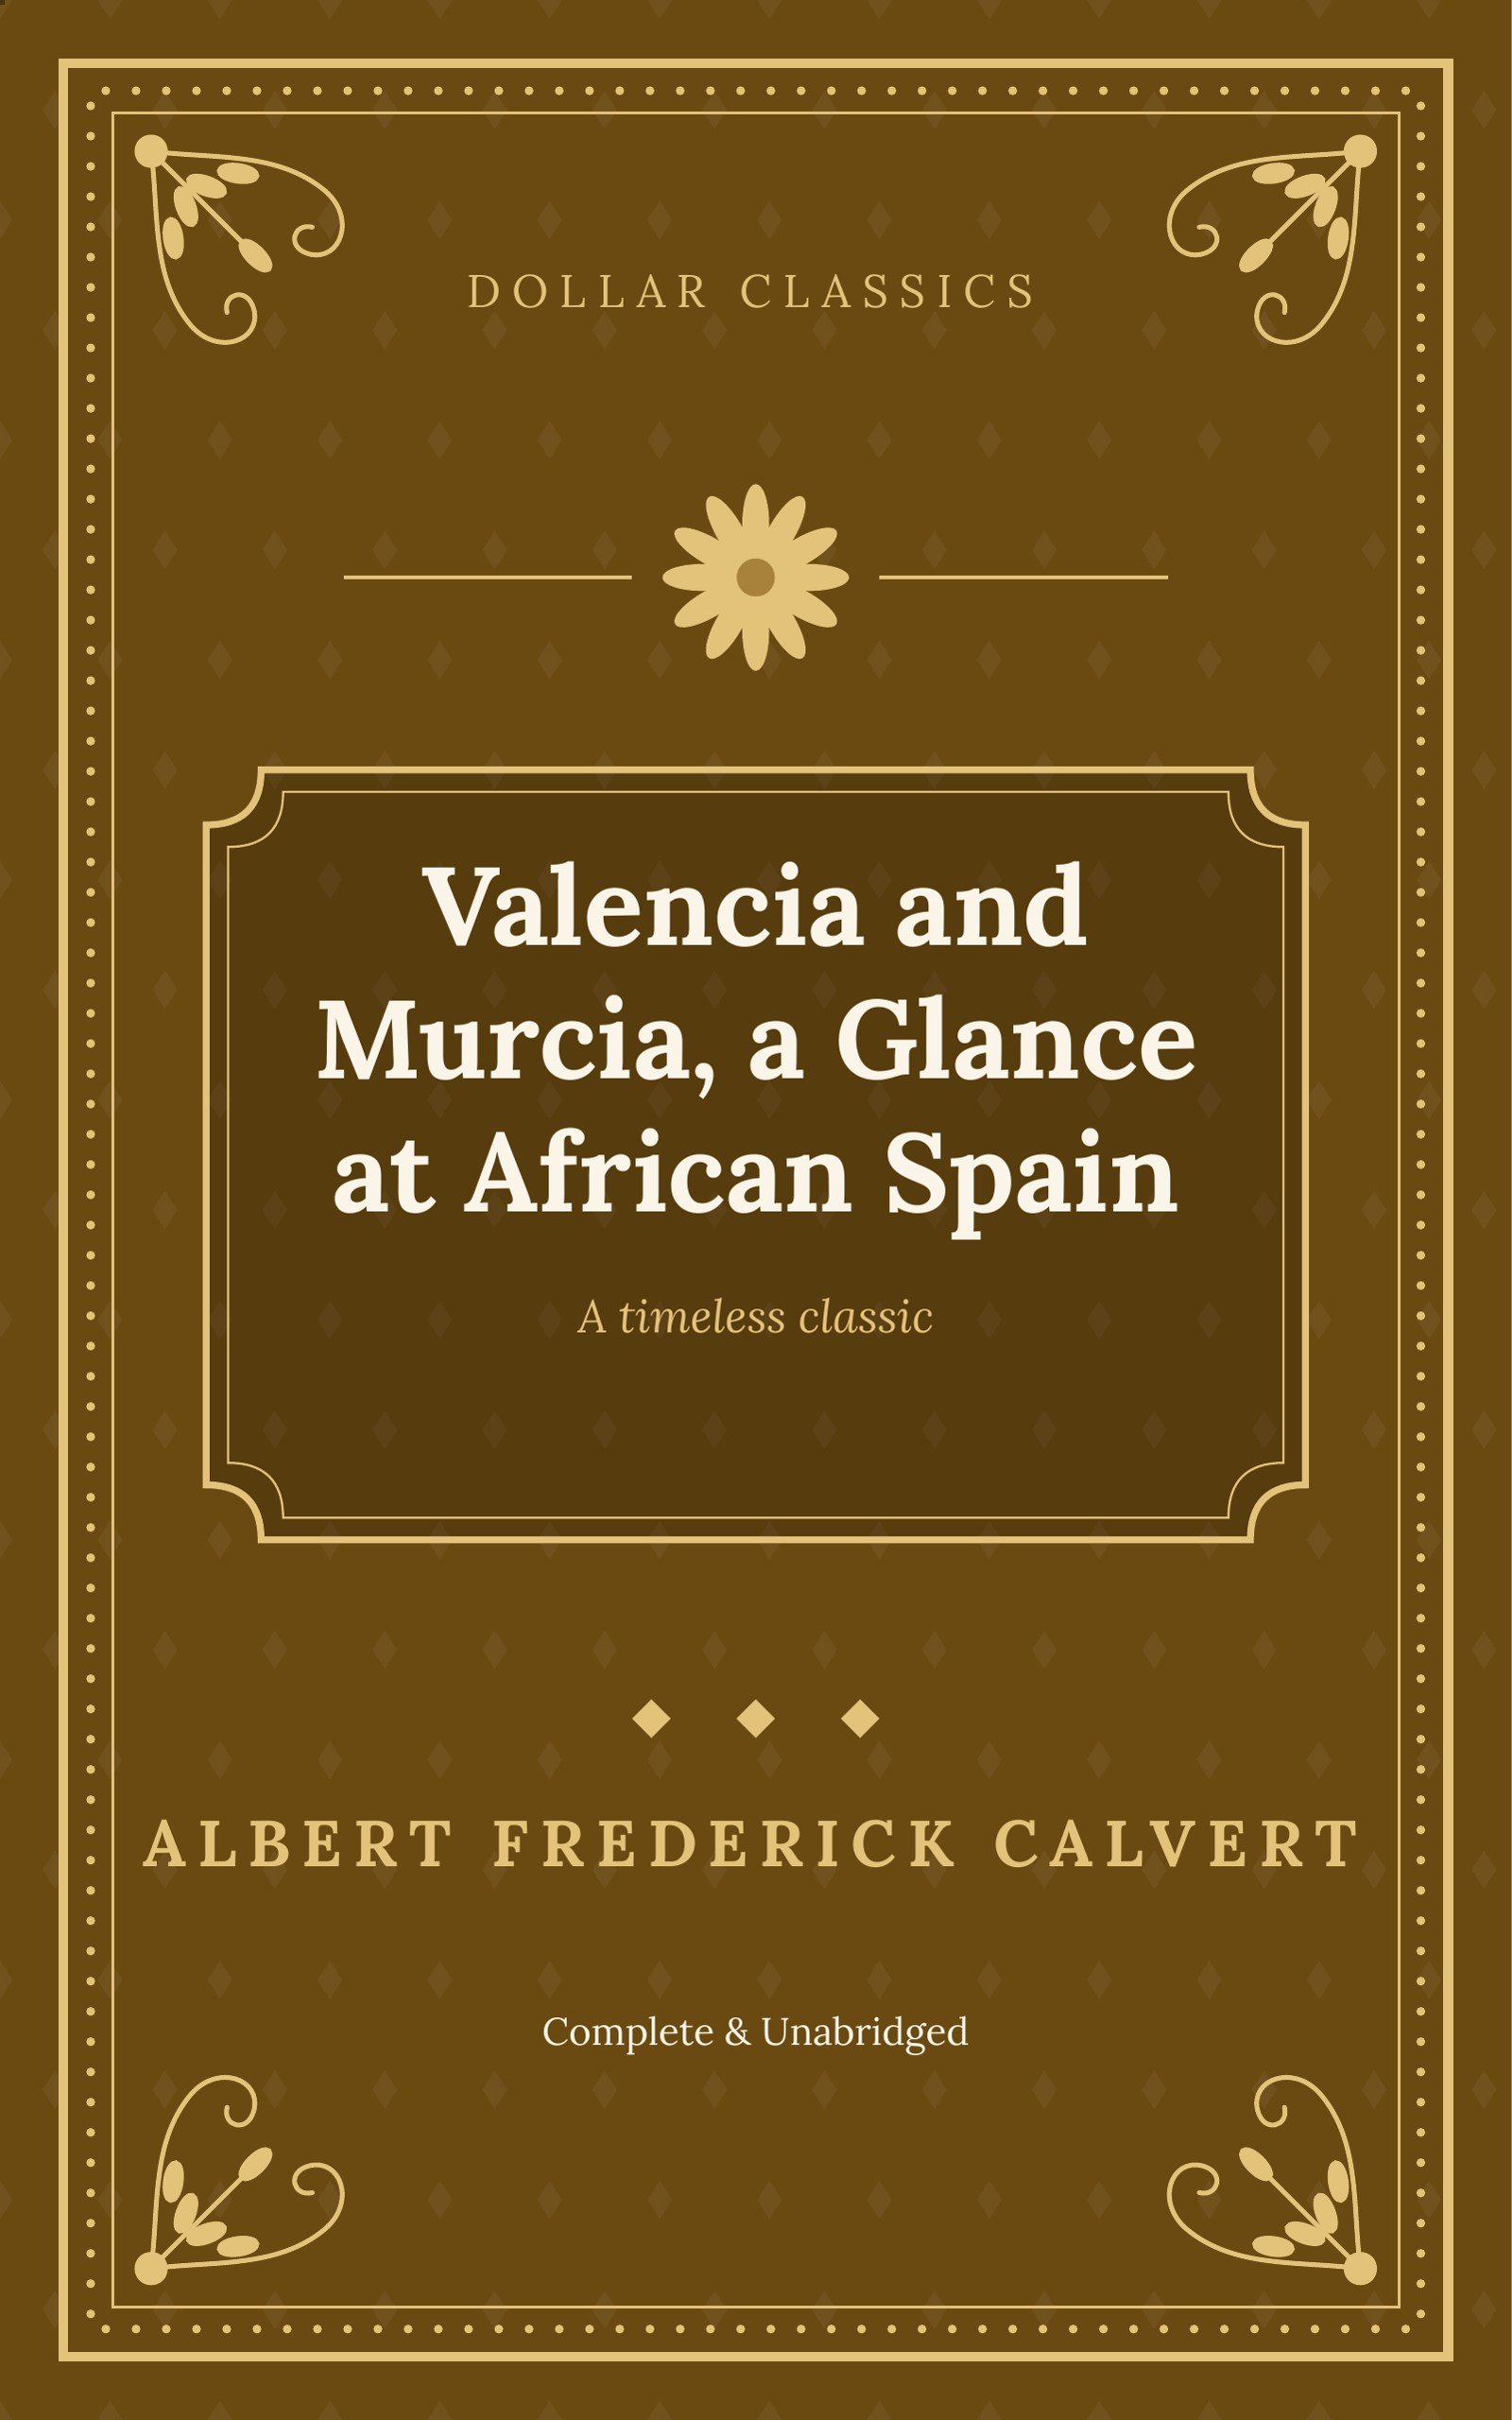 DOLLAR CLASSICS
Valencia and
Murcia, a Glance
at African Spain
A timeless classic
ALBERT FREDERICK CALVERT
Complete & Unabridged